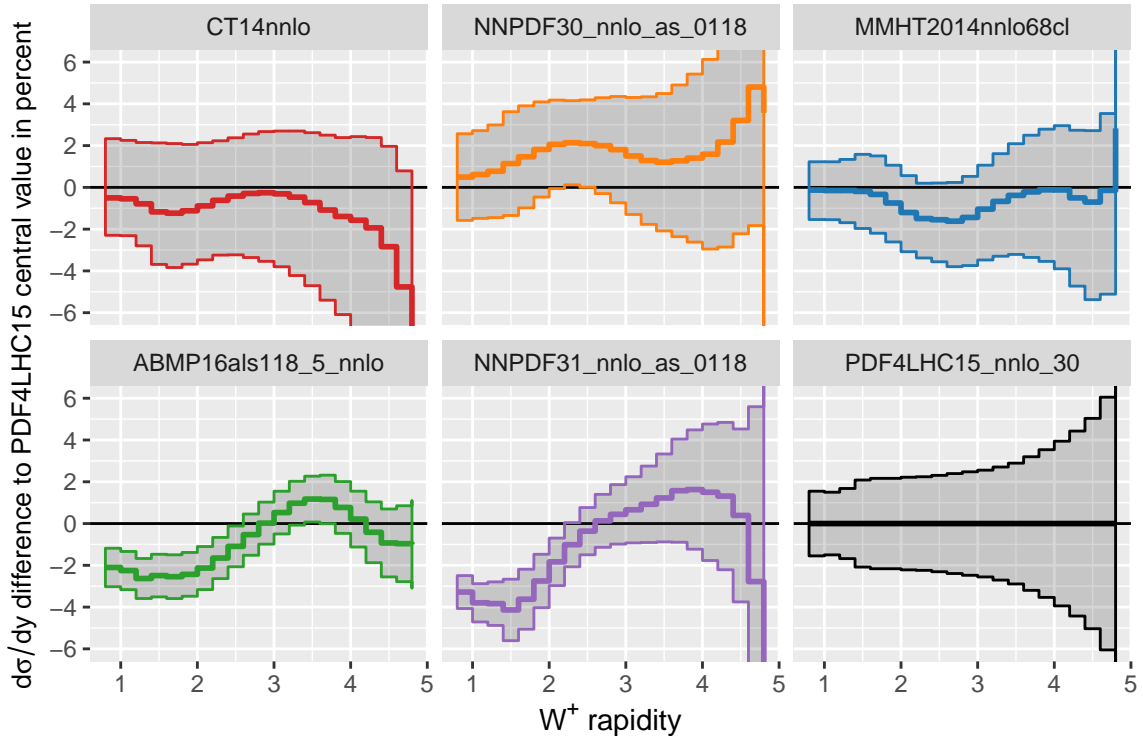 CT14nnlo
NNPDF30_nnlo_as_0118
MMHT2014nnlo68cl
6
4
2
0
−2
−4
−6
ABMP16als118_5_nnlo
NNPDF31_nnlo_as_0118
PDF4LHC15_nnlo_30
6
4
2
0
−2
−4
−6
1 2 3 4 5
1 2 3 4 5
1 2 3 4 5
W⁺ rapidity
dσ/dy difference to PDF4LHC15 central value in percent